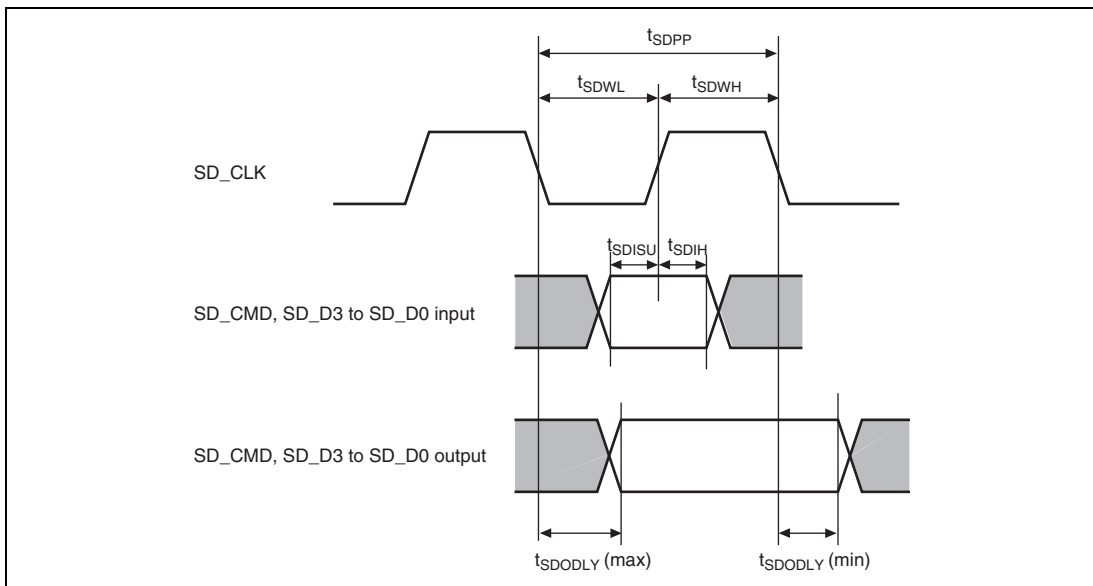 tSDPP
tSDWL tSDWH
SD_CLK
tSDISU tSDIH
SD_CMD, SD_D3 to SD_D0 input
SD_CMD, SD_D3 to SD_D0 output
tSDODLY (max) tSDODLY (min)